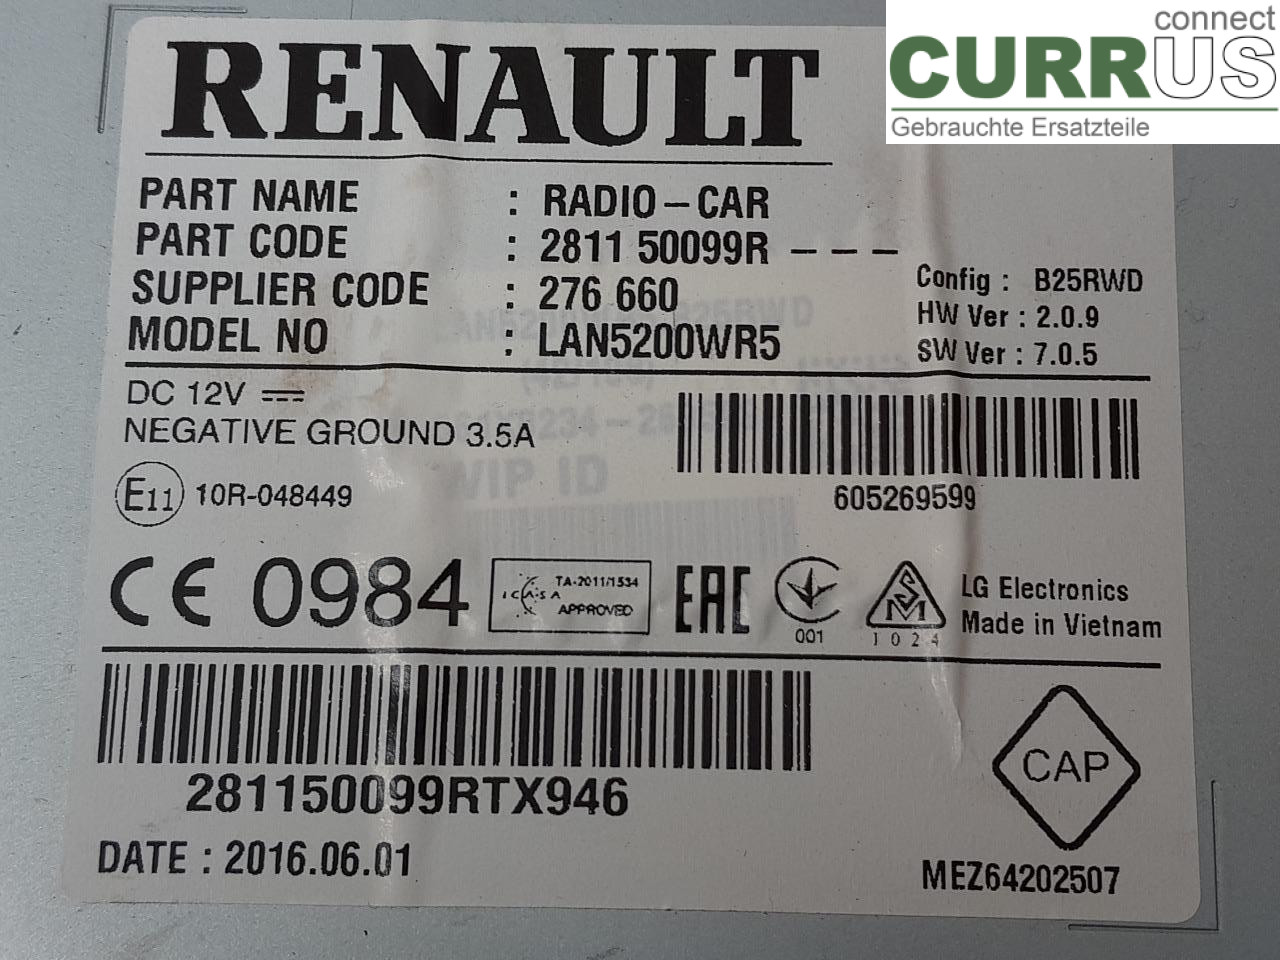 connect
CURRUS
Gebrauchte Ersatzteile
RENAULT
PART NAME : RADIO-CAR
PART CODE : 2811 50099R ---
SUPPLIER CODE : 276 660
MODEL NO : LAN5200WR5
Config : B25RWD
HW Ver : 2.0.9
SW Ver : 7.0.5
DC 12V
NEGATIVE GROUND 3.5A
605269599
E11 10R-048449
CE 0984
TA-2011/1534
ICASA
APPROVED
EAC
001
SM
1024
LG Electronics
Made in Vietnam
281150099RTX946
DATE : 2016.06.01
CAP
MEZ64202507
WIP ID